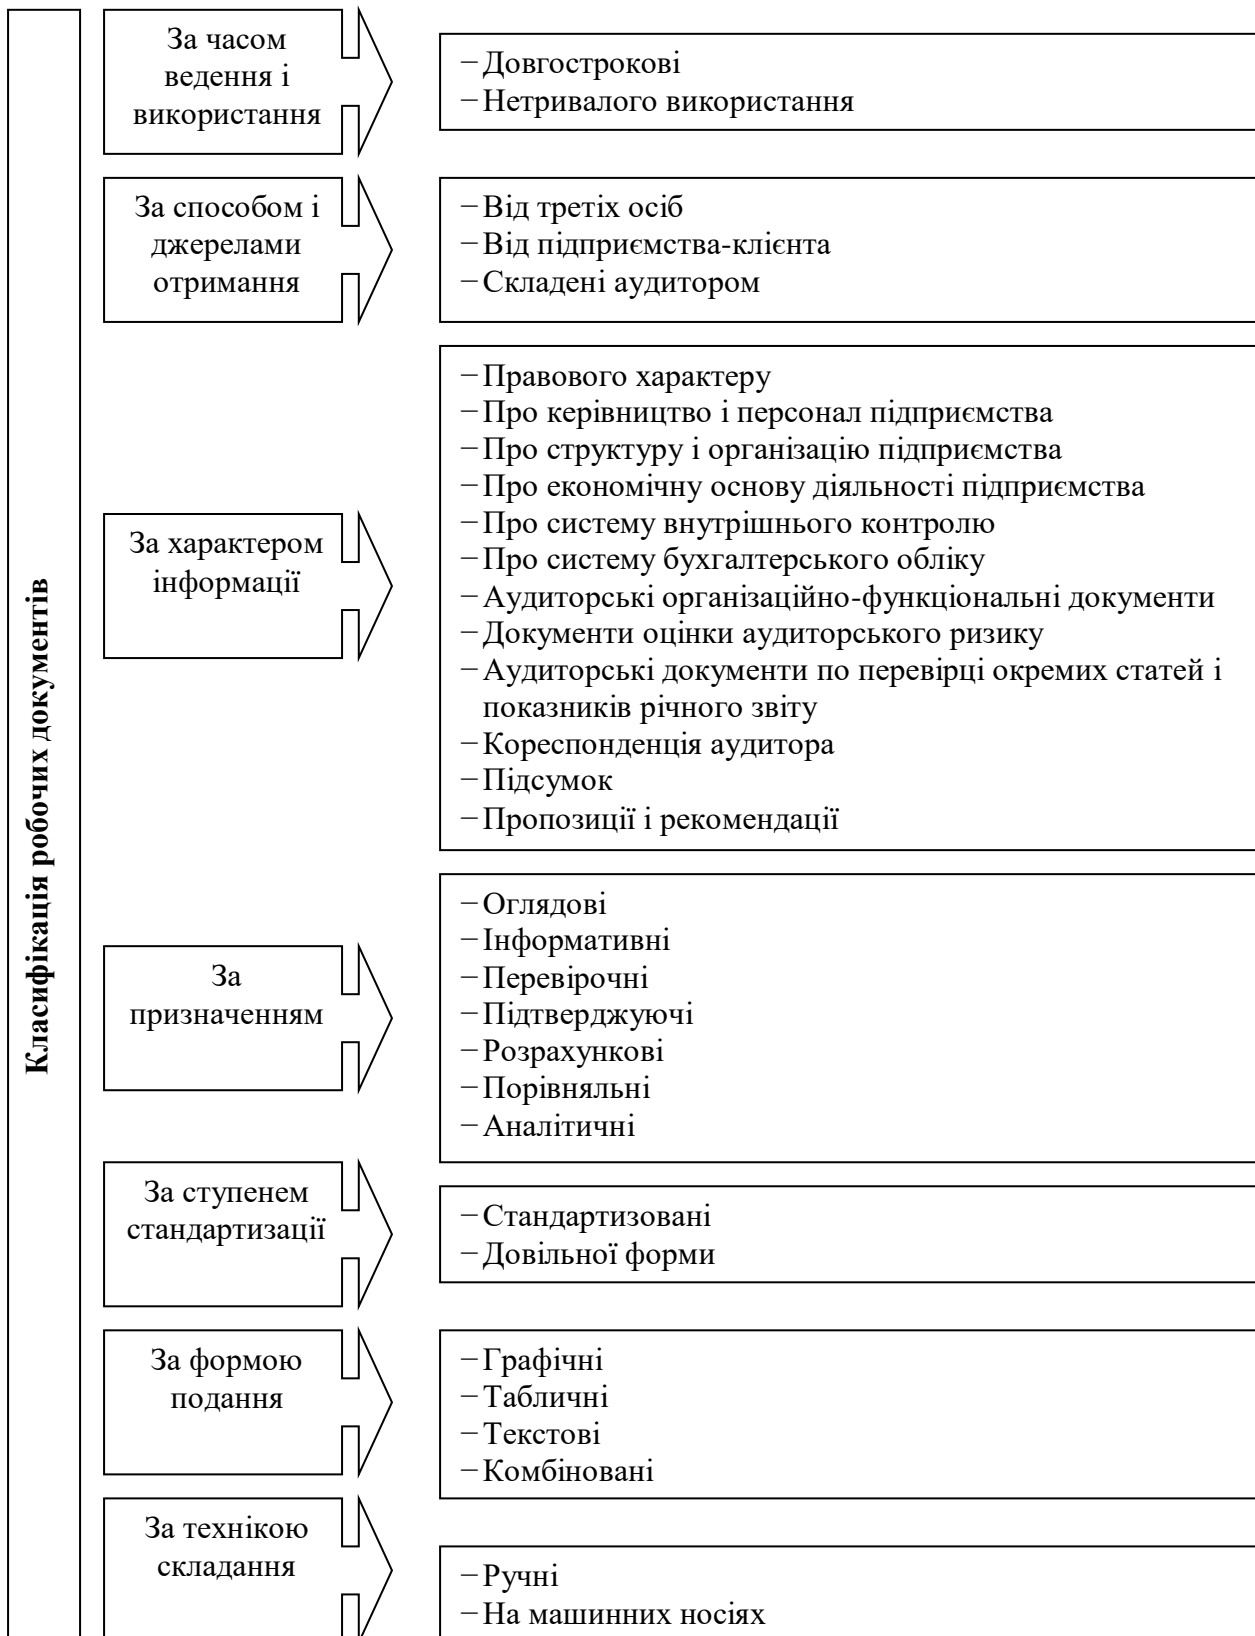 Класифікація робочих документів
За часом
ведення і
використання
− Довгострокові
− Нетривалого використання
За способом і
джерелами
отримання
− Від третіх осіб
− Від підприємства-клієнта
− Складені аудитором
За характером
інформації
− Правового характеру
− Про керівництво і персонал підприємства
− Про структуру і організацію підприємства
− Про економічну основу діяльності підприємства
− Про систему внутрішнього контролю
− Про систему бухгалтерського обліку
− Аудиторські організаційно-функціональні документи
− Документи оцінки аудиторського ризику
− Аудиторські документи по перевірці окремих статей і
показників річного звіту
− Кореспонденція аудитора
− Підсумок
− Пропозиції і рекомендації
За
призначенням
− Оглядові
− Інформативні
− Перевірочні
− Підтверджуючі
− Розрахункові
− Порівняльні
− Аналітичні
За ступенем
стандартизації
− Стандартизовані
− Довільної форми
За формою
подання
− Графічні
− Табличні
− Текстові
− Комбіновані
За технікою
складання
− Ручні
− На машинних носіях